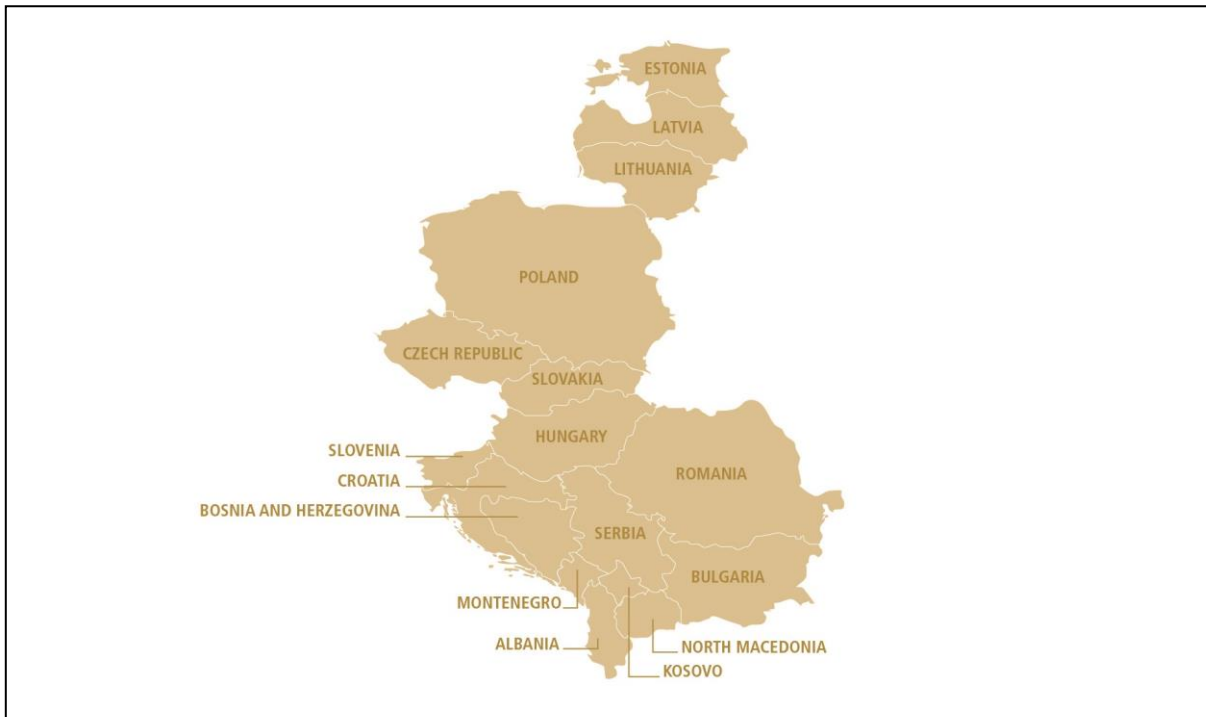 ESTONIA
LATVIA
LITHUANIA
POLAND
CZECH REPUBLIC
SLOVAKIA
HUNGARY
SLOVENIA
ROMANIA
CROATIA
BOSNIA AND HERZEGOVINA
SERBIA
BULGARIA
MONTENEGRO
ALBANIA
NORTH MACEDONIA
KOSOVO